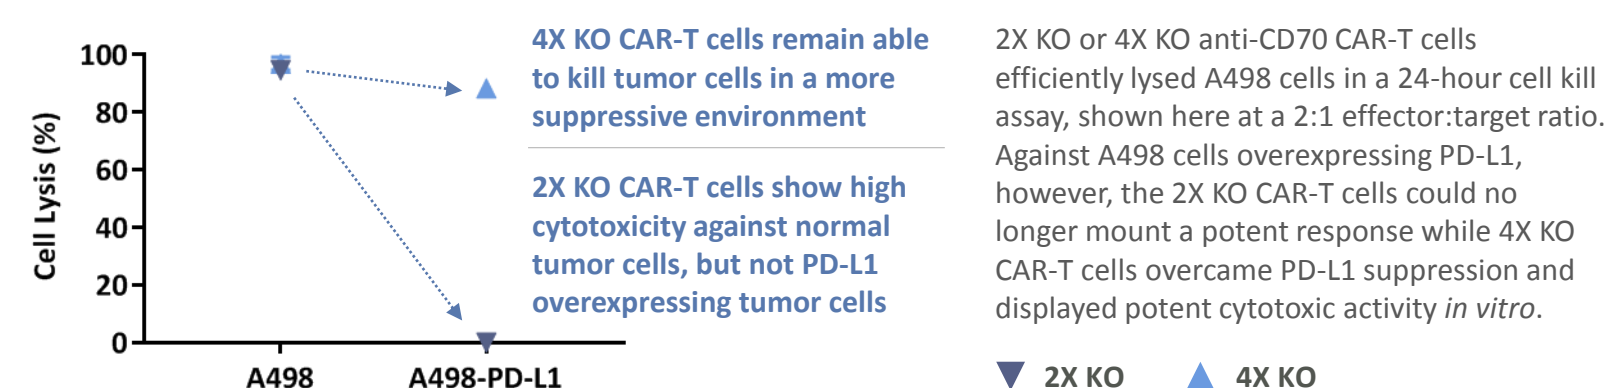 100
80
60
40
20
0
Cell Lysis (%)
A498
A498-PD-L1
4X KO CAR-T cells remain able
to kill tumor cells in a more
suppressive environment
2X KO CAR-T cells show high
cytotoxicity against normal
tumor cells, but not PD-L1
overexpressing tumor cells
2X KO or 4X KO anti-CD70 CAR-T cells
efficiently lysed A498 cells in a 24-hour cell kill
assay, shown here at a 2:1 effector:target ratio.
Against A498 cells overexpressing PD-L1,
however, the 2X KO CAR-T cells could no
longer mount a potent response while 4X KO
CAR-T cells overcame PD-L1 suppression and
displayed potent cytotoxic activity in vitro.
2X KO
4X KO